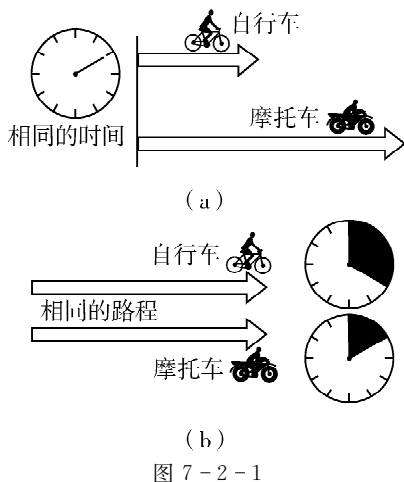 自行车
摩托车
相同的时间
(a)
自行车
相同的路程
摩托车
(b)
图 7-2-1